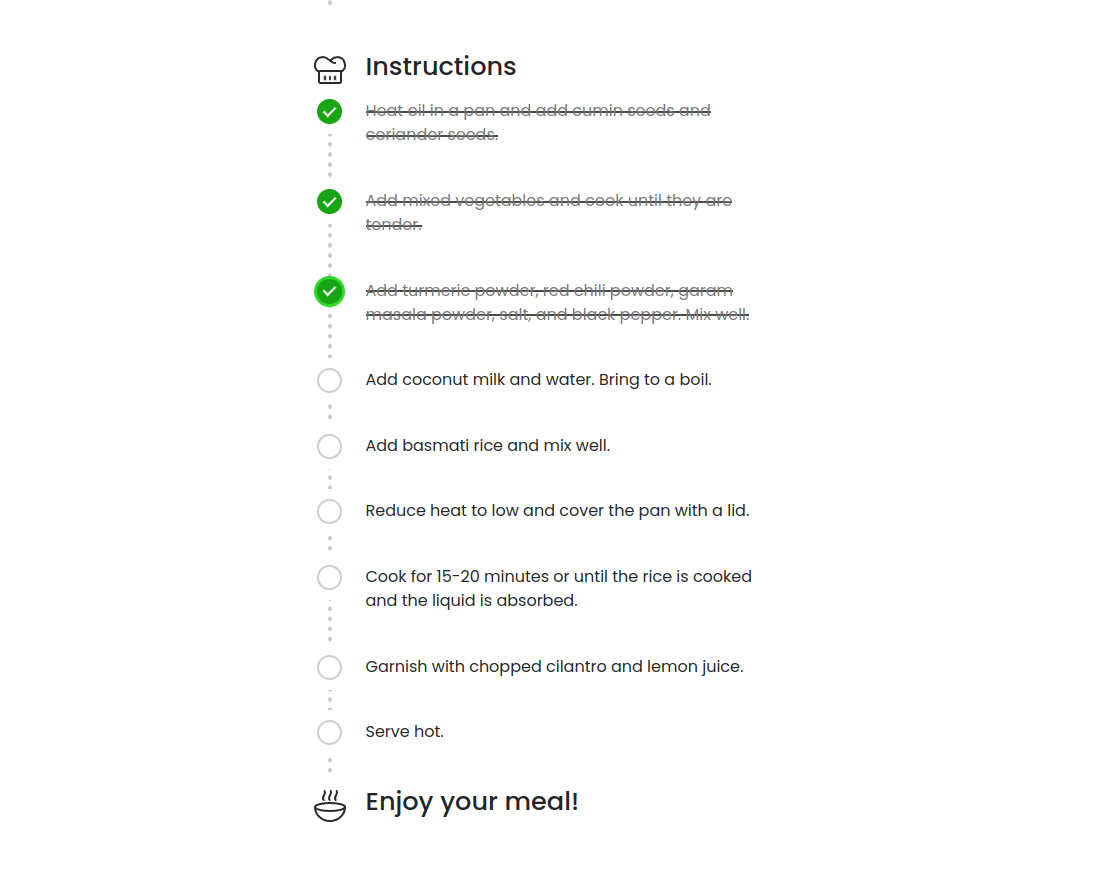 Instructions
Heat oil in a pan and add cumin seeds and
coriander seeds.
Add mixed vegetables and cook until they are
tender.
Add turmeric powder, red chili powder, garam
masala powder, salt, and black pepper. Mix well.
Add coconut milk and water. Bring to a boil.
Add basmati rice and mix well.
Reduce heat to low and cover the pan with a lid.
Cook for 15-20 minutes or until the rice is cooked
and the liquid is absorbed.
Garnish with chopped cilantro and lemon juice.
Serve hot.
Enjoy your meal!